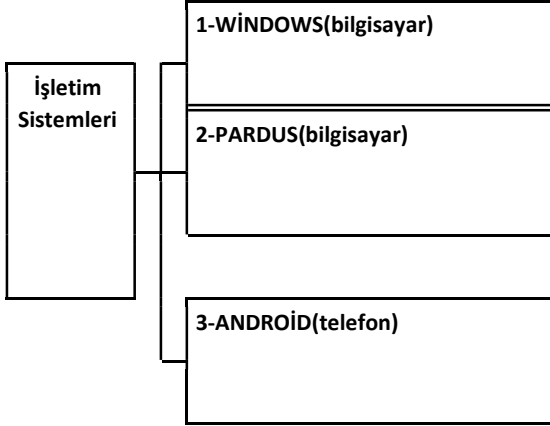 İşletim
Sistemleri
1-WİNDOWS(bilgisayar)
2-PARDUS(bilgisayar)
3-ANDROİD(telefon)